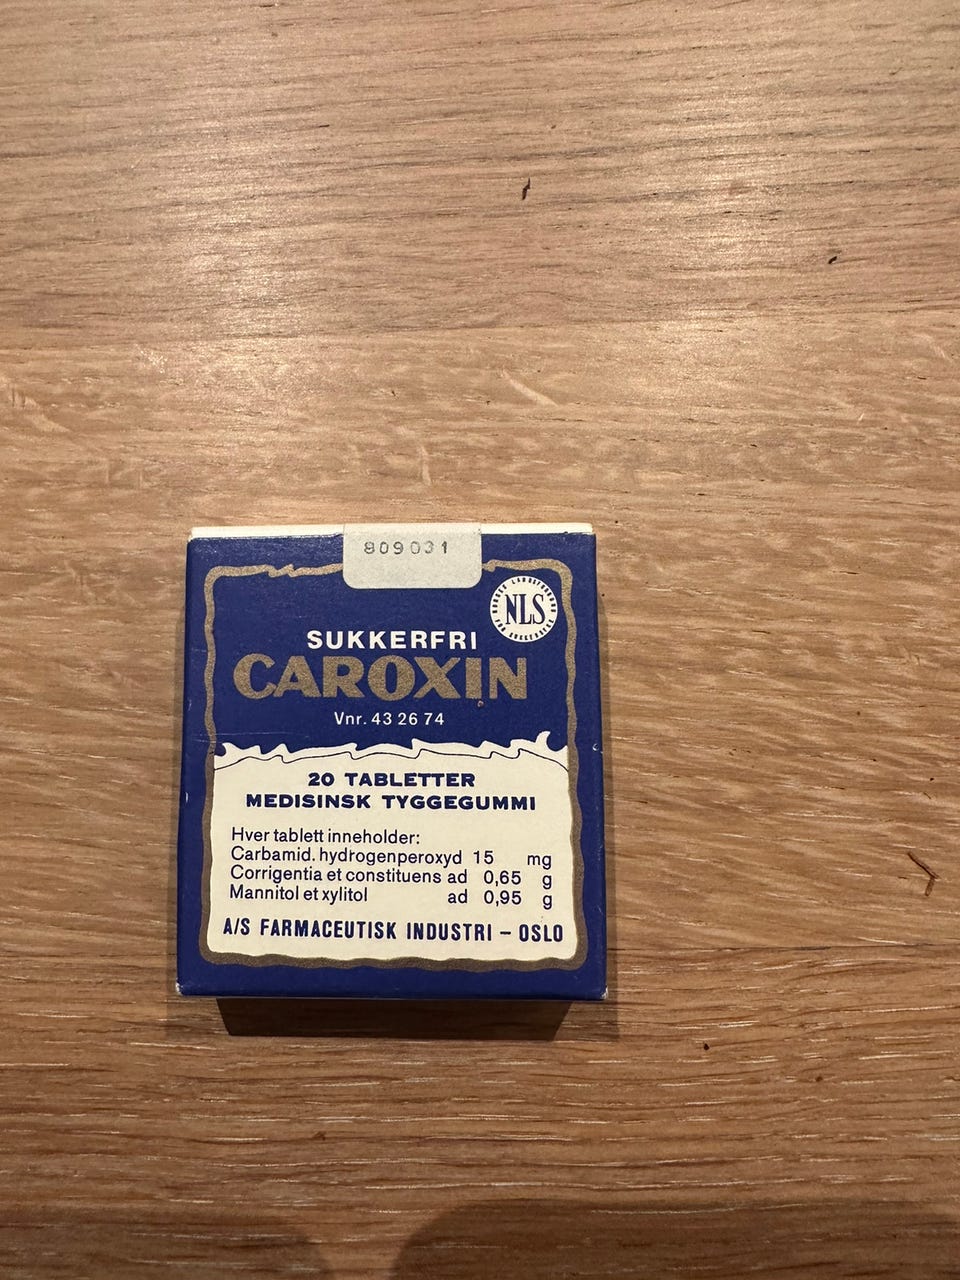 809031
NLS
SUKKERFRI
CAROXIN
Vnr. 43 26 74
20 TABLETTER
MEDISINSK TYGGEGUMMI
Hver tablett inneholder:
Carbamid. hydrogenperoxyd 15 mg
Corrigentia et constituens ad 0,65 g
Mannitol et xylitol ad 0,95 g
A/S FARMACEUTISK INDUSTRI – OSLO